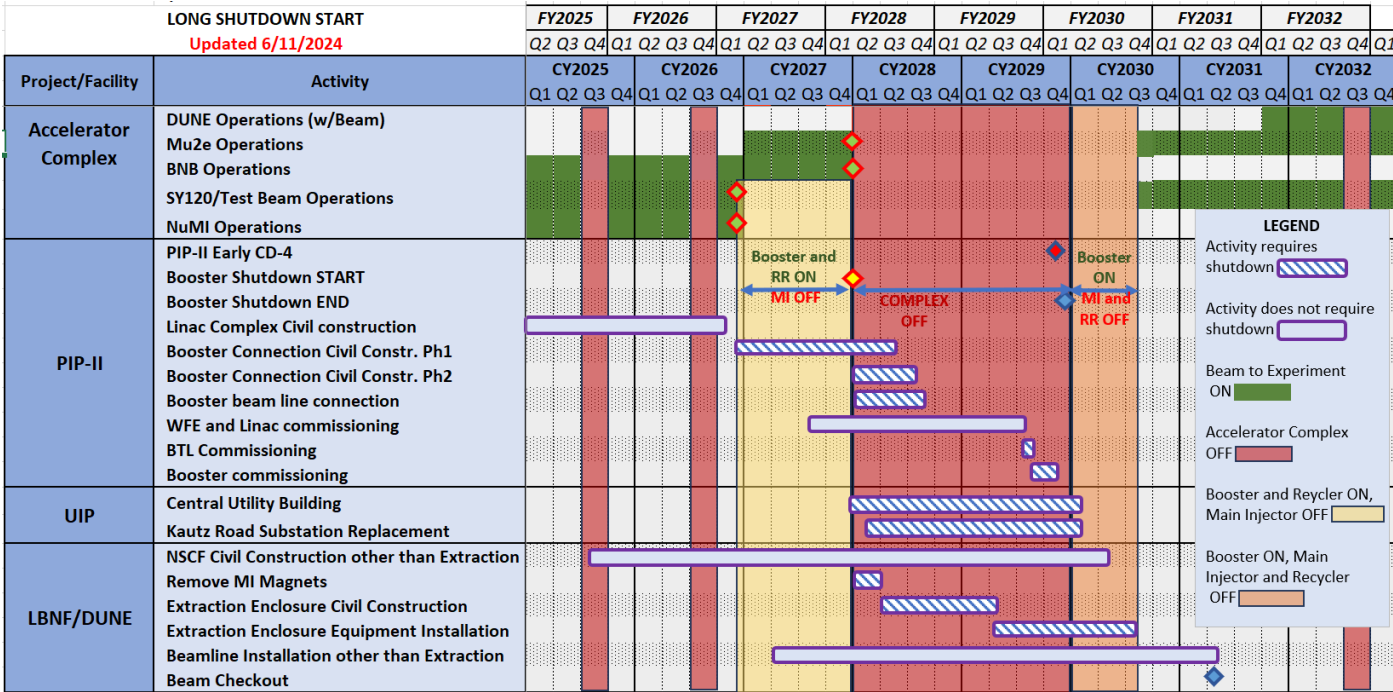 LONG SHUTDOWN START
Updated 6/11/2024
FY2025 FY2026 FY2027 FY2028 FY2029 FY2030 FY2031 FY2032
Q2 Q3 Q4 Q1 Q2 Q3 Q4 Q1 Q2 Q3 Q4 Q1 Q2 Q3 Q4 Q1 Q2 Q3 Q4 Q1 Q2 Q3 Q4 Q1 Q2 Q3 Q4 Q1 Q2 Q3 Q4 Q1
Project/Facility Activity
CY2025 CY2026 CY2027 CY2028 CY2029 CY2030 CY2031 CY2032
Q1 Q2 Q3 Q4 Q1 Q2 Q3 Q4 Q1 Q2 Q3 Q4 Q1 Q2 Q3 Q4 Q1 Q2 Q3 Q4 Q1 Q2 Q3 Q4 Q1 Q2 Q3 Q4 Q1 Q2 Q3 Q4
Accelerator
Complex
DUNE Operations (w/Beam)
Mu2e Operations
BNB Operations
SY120/Test Beam Operations
NuMI Operations
PIP-II
PIP-II Early CD-4
Booster Shutdown START
Booster Shutdown END
Linac Complex Civil construction
Booster Connection Civil Constr. Ph1
Booster Connection Civil Constr. Ph2
Booster beam line connection
WFE and Linac commissioning
BTL Commissioning
Booster commissioning
UIP
Central Utility Building
Kautz Road Substation Replacement
LBNF/DUNE
NSCF Civil Construction other than Extraction
Remove MI Magnets
Extraction Enclosure Civil Construction
Extraction Enclosure Equipment Installation
Beamline Installation other than Extraction
Beam Checkout
Booster and
RR ON
MI OFF
COMPLEX
OFF
Booster
ON
MI and
RR OFF
LEGEND
Activity requires
shutdown
Activity does not require
shutdown
Beam to Experiment
ON
Accelerator Complex
OFF
Booster and Reycler ON,
Main Injector OFF
Booster ON, Main
Injector and Recycler
OFF